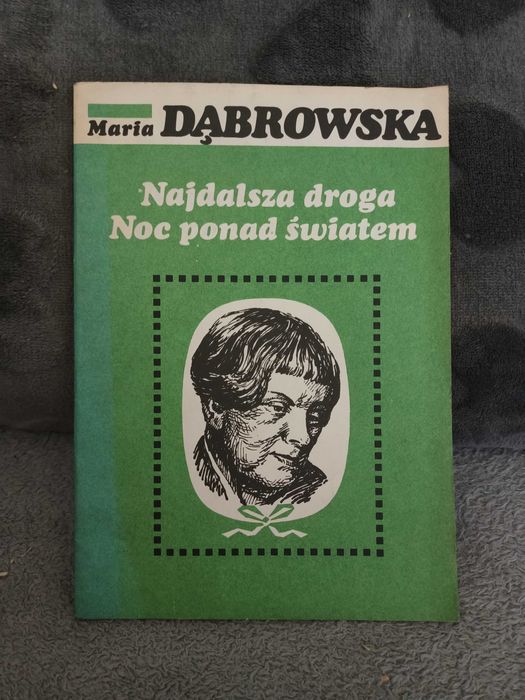 Maria DĄBROWSKA
Najdalsza droga
Noc ponad światem